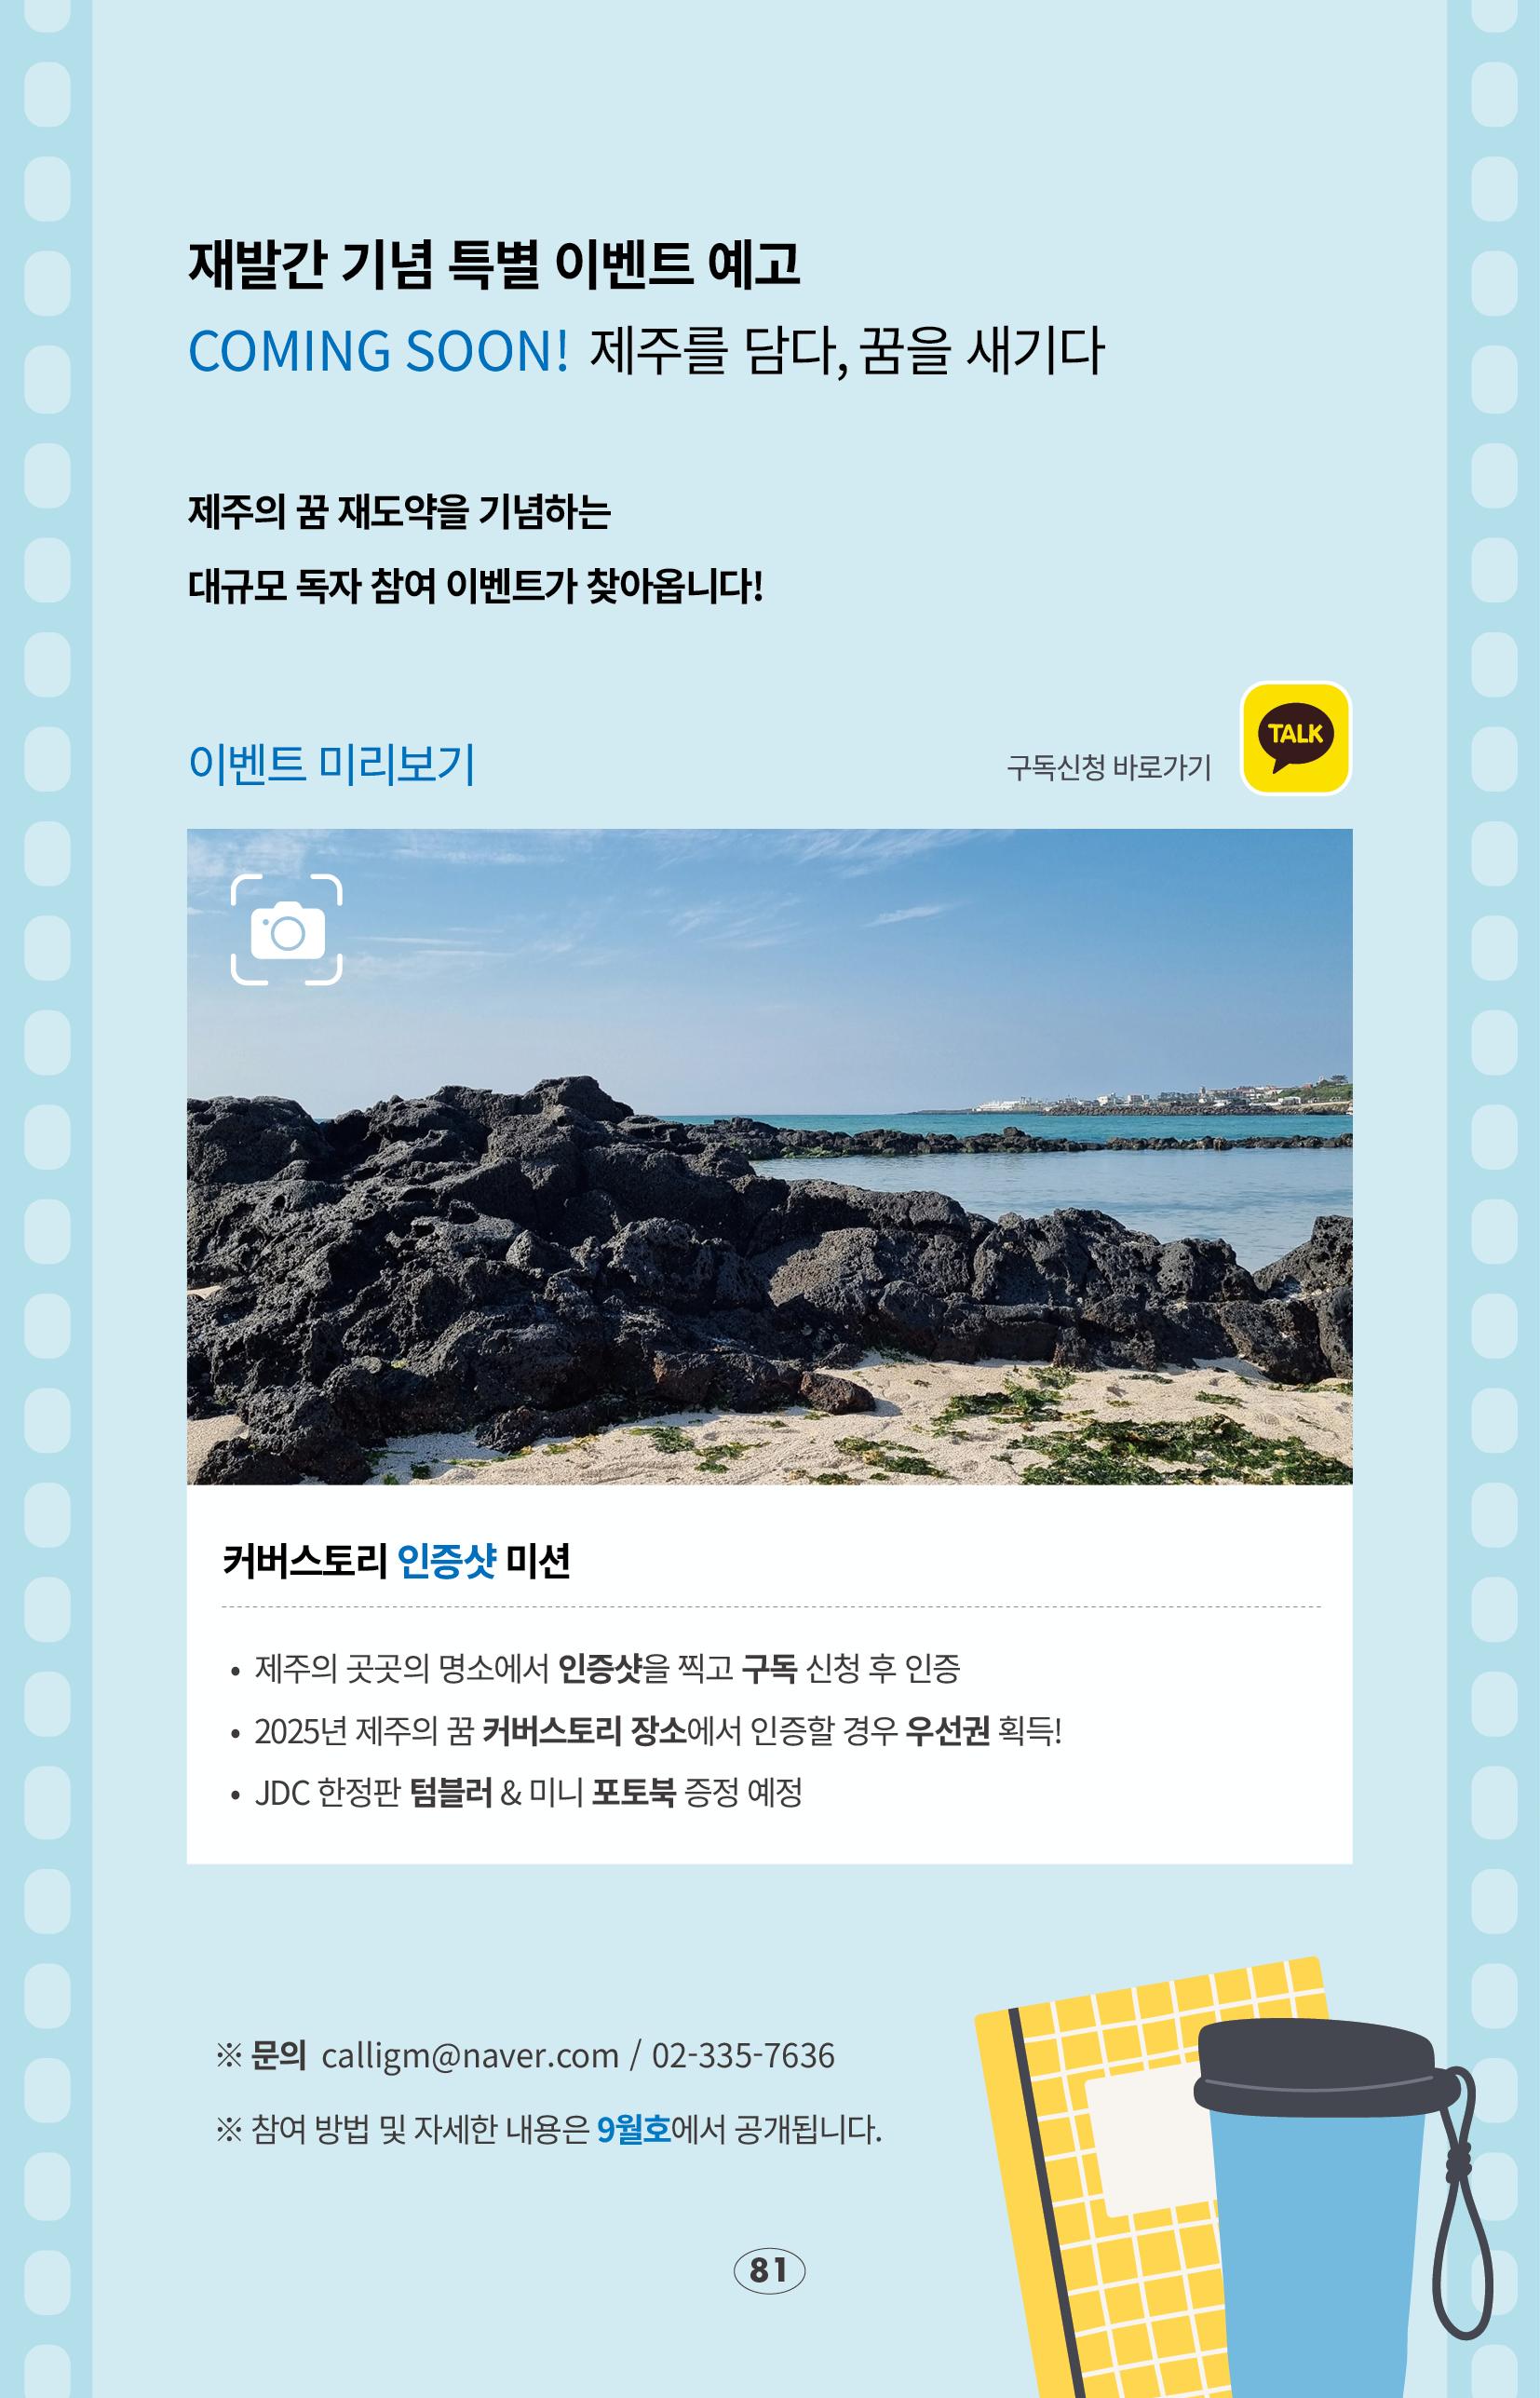 재발간 기념 특별 이벤트 예고
COMING SOON! 제주를 담다, 꿈을 새기다
제주의 꿈 재도약을 기념하는
대규모 독자 참여 이벤트가 찾아옵니다!
이벤트 미리보기
구독신청 바로가기
TALK
커버스토리 인증샷 미션
• 제주의 곳곳의 명소에서 인증샷을 찍고 구독 신청 후 인증
• 2025년 제주의 꿈 커버스토리 장소에서 인증할 경우 우선권 획득!
• JDC 한정판 텀블러 & 미니 포토북 증정 예정
※ 문의 calligm@naver.com / 02-335-7636
※ 참여 방법 및 자세한 내용은 9월호에서 공개됩니다.
81